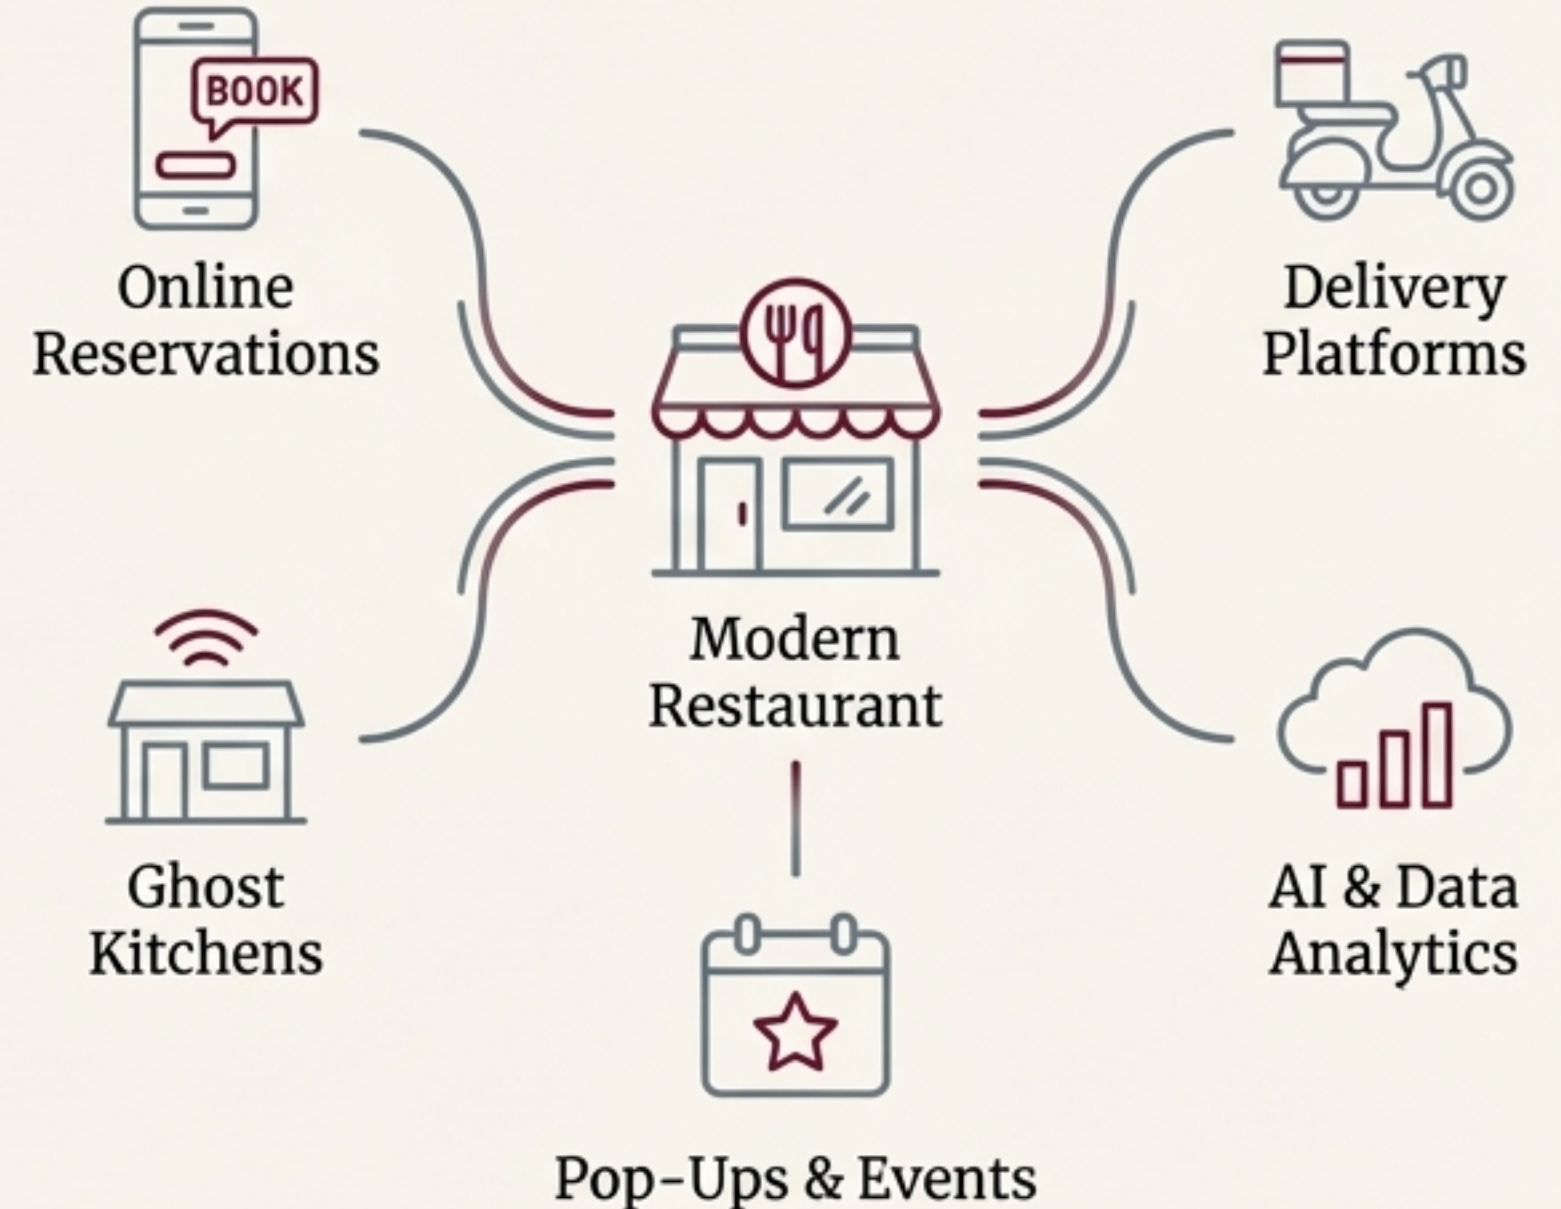 BOOK
Online
Reservations
Delivery
Platforms
Modern
Restaurant
Ghost
Kitchens
AI & Data
Analytics
Pop-Ups & Events